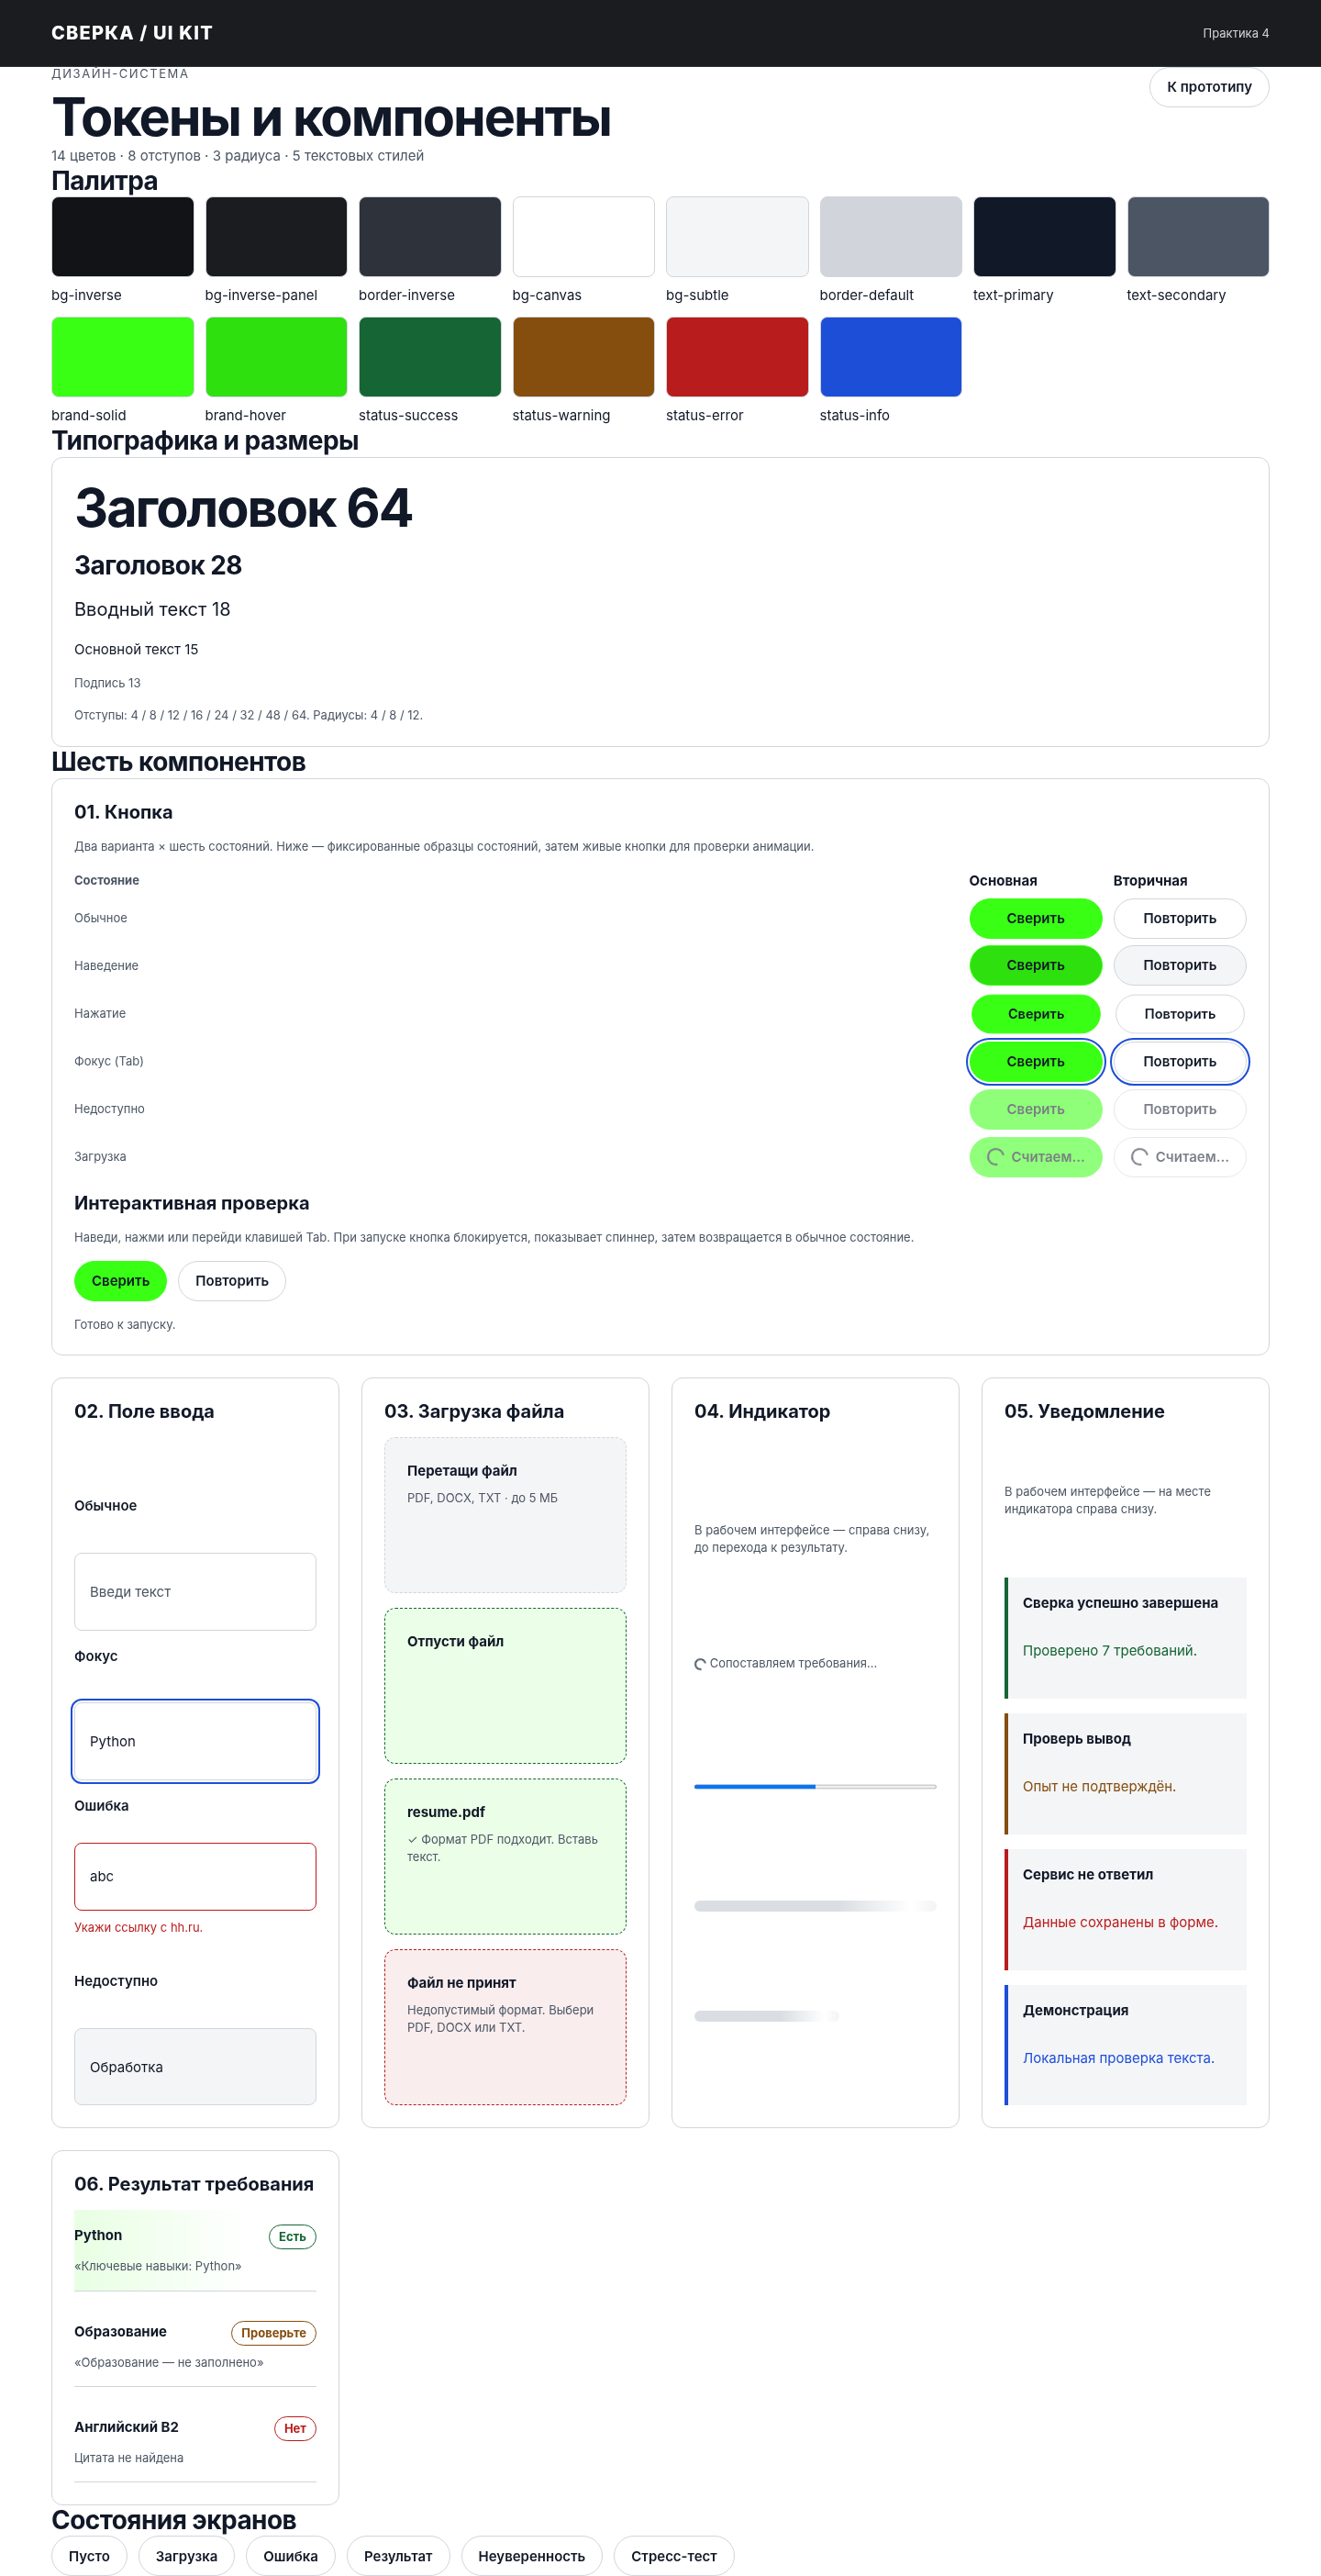 СВЕРКА / UI KIT
Практика 4
ДИЗАЙН-СИСТЕМА
К прототипу
Токены и компоненты
14 цветов · 8 отступов · 3 радиуса · 5 текстовых стилей
Палитра
bg-inverse
bg-inverse-panel
border-inverse
bg-canvas
bg-subtle
border-default
text-primary
text-secondary
brand-solid
brand-hover
status-success
status-warning
status-error
status-info
Типографика и размеры
Заголовок 64
Заголовок 28
Вводный текст 18
Основной текст 15
Подпись 13
Отступы: 4 / 8 / 12 / 16 / 24 / 32 / 48 / 64. Радиусы: 4 / 8 / 12.
Шесть компонентов
01. Кнопка
Два варианта × шесть состояний. Ниже — фиксированные образцы состояний, затем живые кнопки для проверки анимации.
Состояние
Основная
Вторичная
Обычное
Сверить
Повторить
Наведение
Сверить
Повторить
Нажатие
Сверить
Повторить
Фокус (Tab)
Сверить
Повторить
Недоступно
Сверить
Повторить
Загрузка
Считаем...
Считаем...
Интерактивная проверка
Наведи, нажми или перейди клавишей Tab. При запуске кнопка блокируется, показывает спиннер, затем возвращается в обычное состояние.
Сверить
Повторить
Готово к запуску.
02. Поле ввода
Обычное
Введи текст
Фокус
Python
Ошибка
abc
Укажи ссылку с hh.ru.
Недоступно
Обработка
03. Загрузка файла
Перетащи файл
PDF, DOCX, TXT · до 5 МБ
Отпусти файл
resume.pdf
✓ Формат PDF подходит. Вставь
текст.
Файл не принят
Недопустимый формат. Выбери
PDF, DOCX или TXT.
04. Индикатор
В рабочем интерфейсе — справа снизу,
до перехода к результату.
Сопоставляем требования...
05. Уведомление
В рабочем интерфейсе — на месте
индикатора справа снизу.
Сверка успешно завершена
Проверено 7 требований.
Проверь вывод
Опыт не подтверждён.
Сервис не ответил
Данные сохранены в форме.
Демонстрация
Локальная проверка текста.
06. Результат требования
Python
Есть
«Ключевые навыки: Python»
Образование
Проверьте
«Образование — не заполнено»
Английский B2
Нет
Цитата не найдена
Состояния экранов
Пусто
Загрузка
Ошибка
Результат
Неуверенность
Стресс-тест